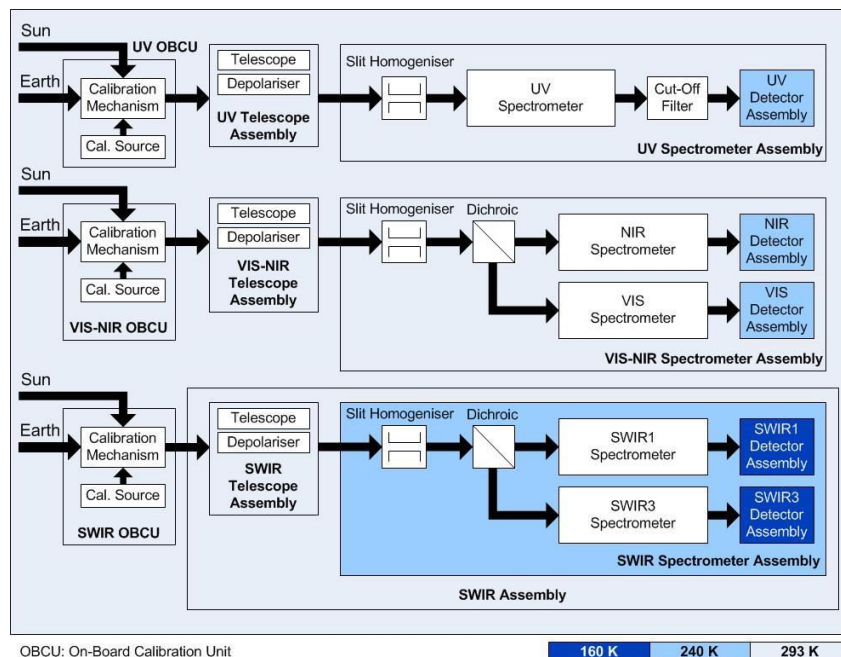 Sun
UV OBCU
Earth
Calibration
Mechanism
Cal. Source
Telescope
Depolariser
UV Telescope
Assembly
Slit Homogeniser
UV
Spectrometer
Cut-Off
Filter
UV
Detector
Assembly
UV Spectrometer Assembly
Sun
Earth
Calibration
Mechanism
Cal. Source
VIS-NIR OBCU
Telescope
Depolariser
VIS-NIR
Telescope
Assembly
Slit Homogeniser
Dichroic
NIR
Spectrometer
NIR
Detector
Assembly
VIS
Spectrometer
VIS
Detector
Assembly
VIS-NIR Spectrometer Assembly
Sun
Earth
Calibration
Mechanism
Cal. Source
SWIR OBCU
Telescope
Depolariser
SWIR
Telescope
Assembly
Slit Homogeniser
Dichroic
SWIR1
Spectrometer
SWIR1
Detector
Assembly
SWIR3
Spectrometer
SWIR3
Detector
Assembly
SWIR Spectrometer Assembly
SWIR Assembly
OBCU: On-Board Calibration Unit
160 K 240 K 293 K